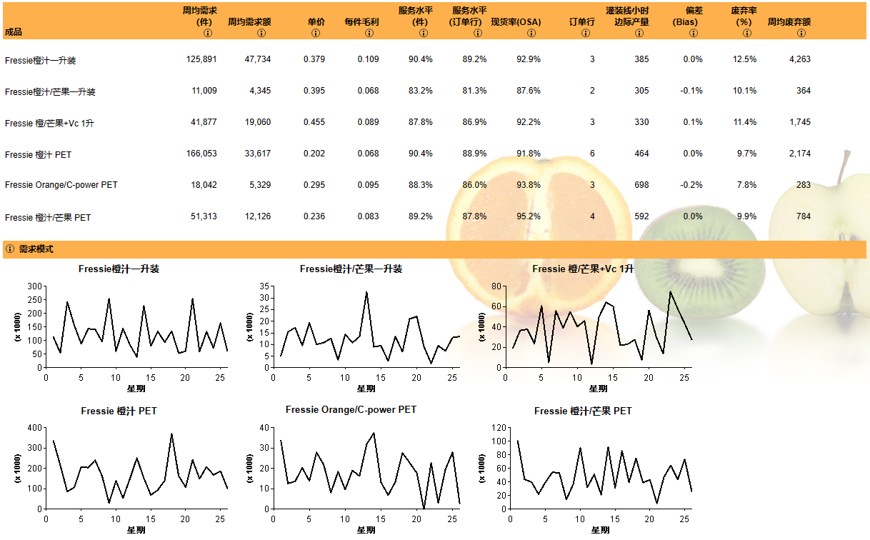 成品 周均需求(件) 周均需求额 单价 每件毛利 服务水平(件) 服务水平(订单行) 现货率(OSA) 订单行 灌装线小时边际产量 偏差(Bias) 废弃率(%) 周均废弃额
Fressie橙汁一升装 125,891 47,734 0.379 0.109 90.4% 89.2% 92.9% 3 385 0.0% 12.5% 4,263
Fressie橙汁/芒果一升装 11,009 4,345 0.395 0.068 83.2% 81.3% 87.6% 2 305 -0.1% 10.1% 364
Fressie 橙/芒果+Vc 1升 41,877 19,060 0.455 0.089 87.8% 86.9% 92.2% 3 330 0.1% 11.4% 1,745
Fressie 橙汁 PET 166,053 33,617 0.202 0.068 90.4% 88.9% 91.8% 6 464 0.0% 9.7% 2,174
Fressie Orange/C-power PET 18,042 5,329 0.295 0.095 88.3% 86.0% 93.8% 3 698 -0.2% 7.8% 283
Fressie 橙汁/芒果 PET 51,313 12,126 0.236 0.083 89.2% 87.8% 95.2% 4 592 0.0% 9.9% 784
需求模式
Fressie橙汁一升装
(x 1000)
300
250
200
150
100
50
0
0 5 10 15 20 25
星期
Fressie橙汁/芒果一升装
(x 1000)
35
30
25
20
15
10
5
0
0 5 10 15 20 25
星期
Fressie 橙/芒果+Vc 1升
(x 1000)
80
60
40
20
0
0 5 10 15 20 25
星期
Fressie 橙汁 PET
(x 1000)
400
300
200
100
0
0 5 10 15 20 25
星期
Fressie Orange/C-power PET
(x 1000)
40
30
20
10
0
0 5 10 15 20 25
星期
Fressie 橙汁/芒果 PET
(x 1000)
120
100
80
60
40
20
0
0 5 10 15 20 25
星期